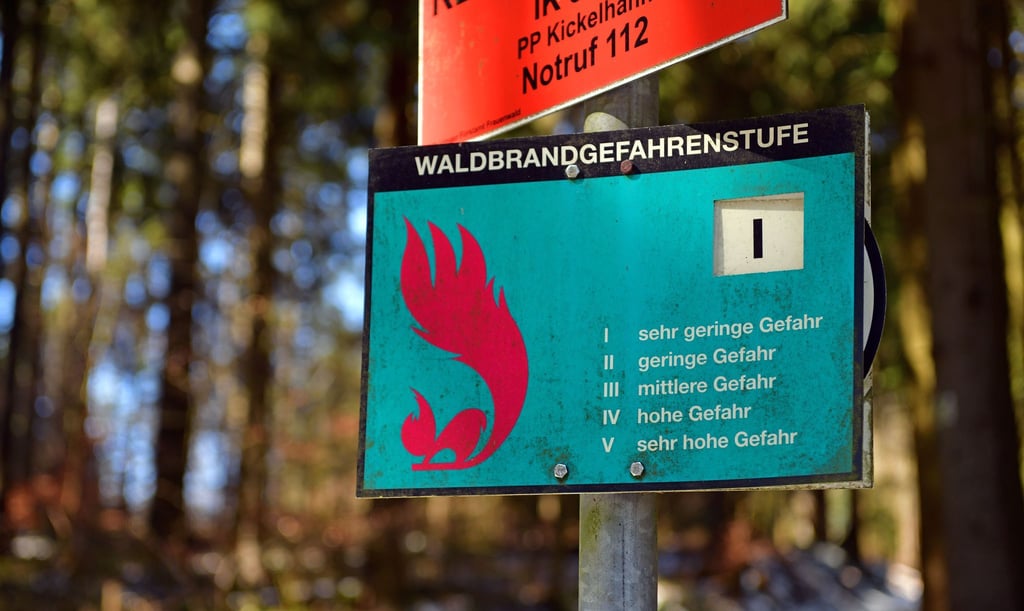 PP Kickelhahn
Notruf 112
Frauenwald
WALDBRANDGEFAHRENSTUFE
I
I sehr geringe Gefahr
II geringe Gefahr
III mittlere Gefahr
IV hohe Gefahr
V sehr hohe Gefahr